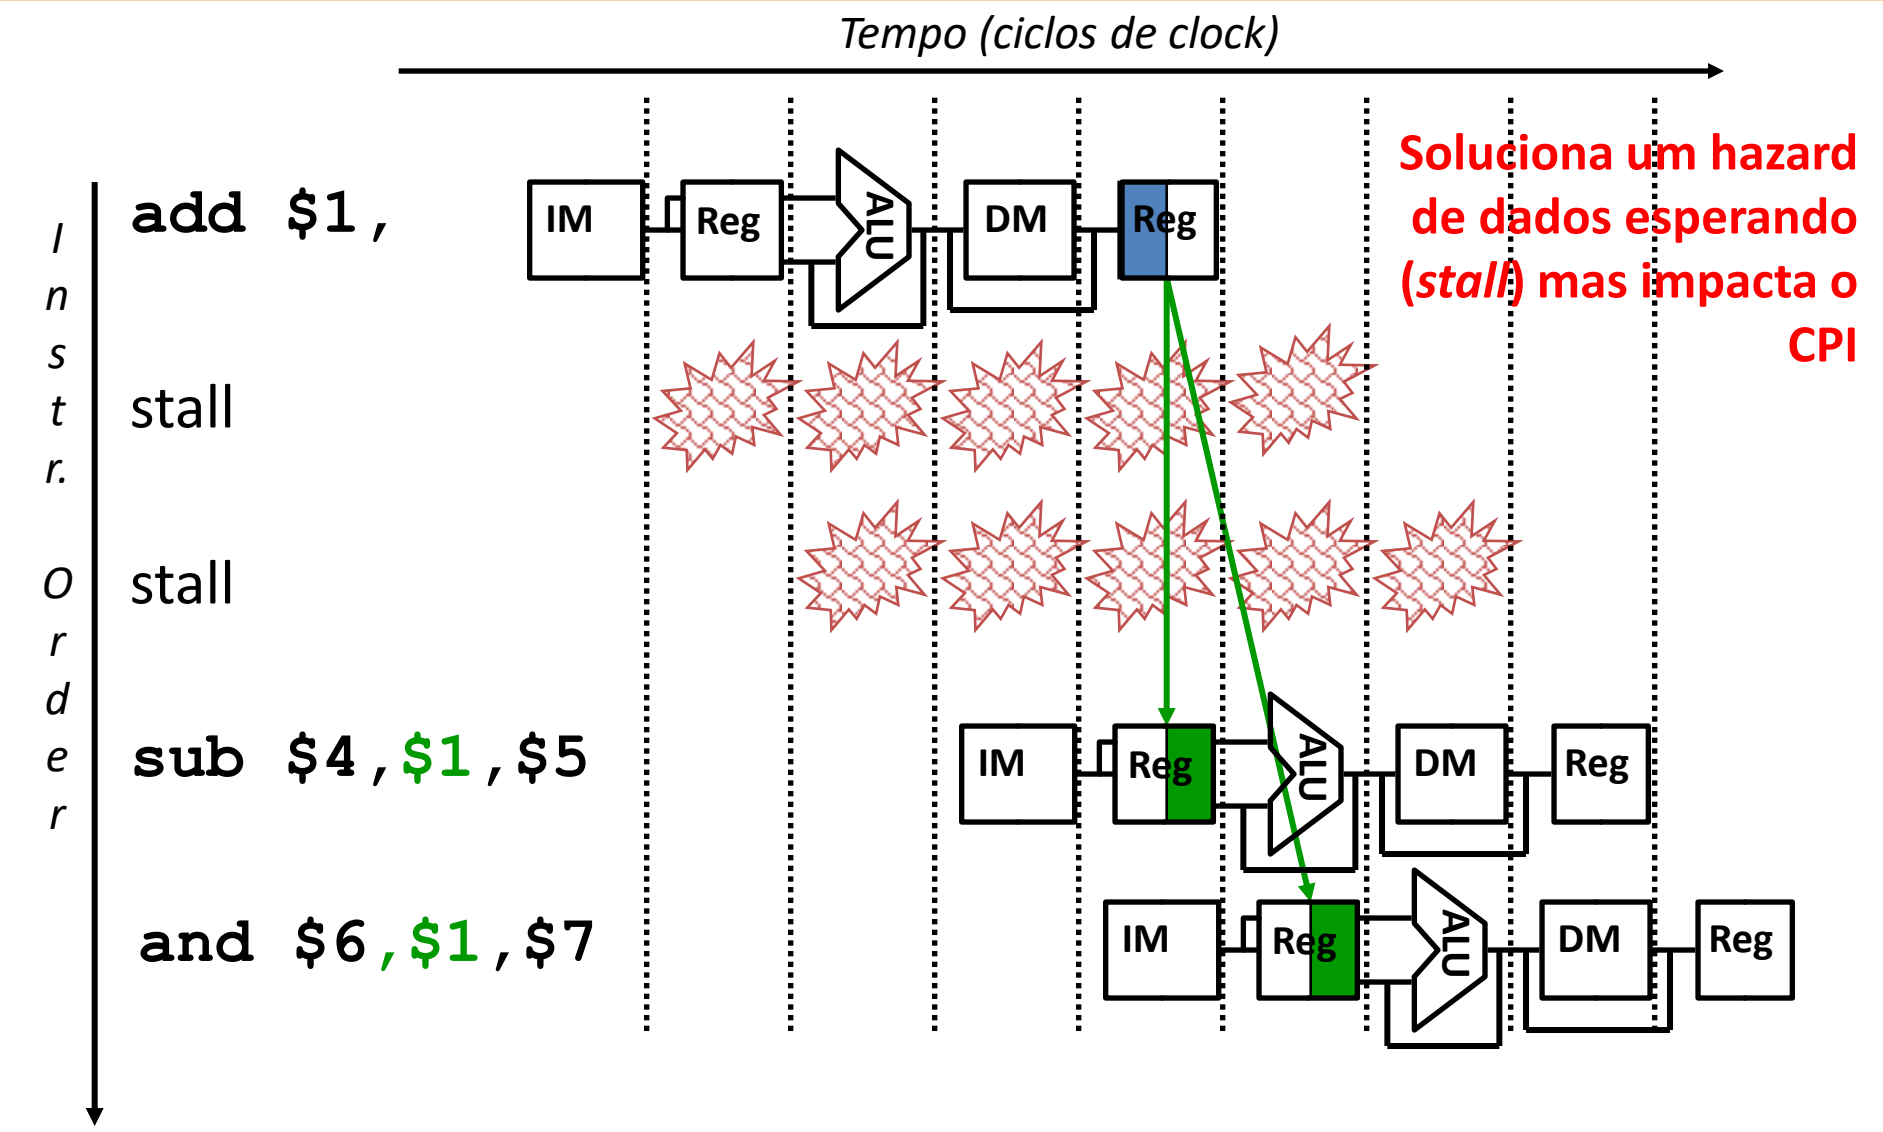 Tempo (ciclos de clock)
Soluciona um hazard
de dados esperando
(stall) mas impacta o
CPI
I
n
s
t
r.
O
r
d
e
r
add $1,
IM
Reg
ALU
DM
Reg
stall
stall
sub $4,$1,$5
IM
Reg
ALU
DM
Reg
and $6,$1,$7
IM
Reg
ALU
DM
Reg